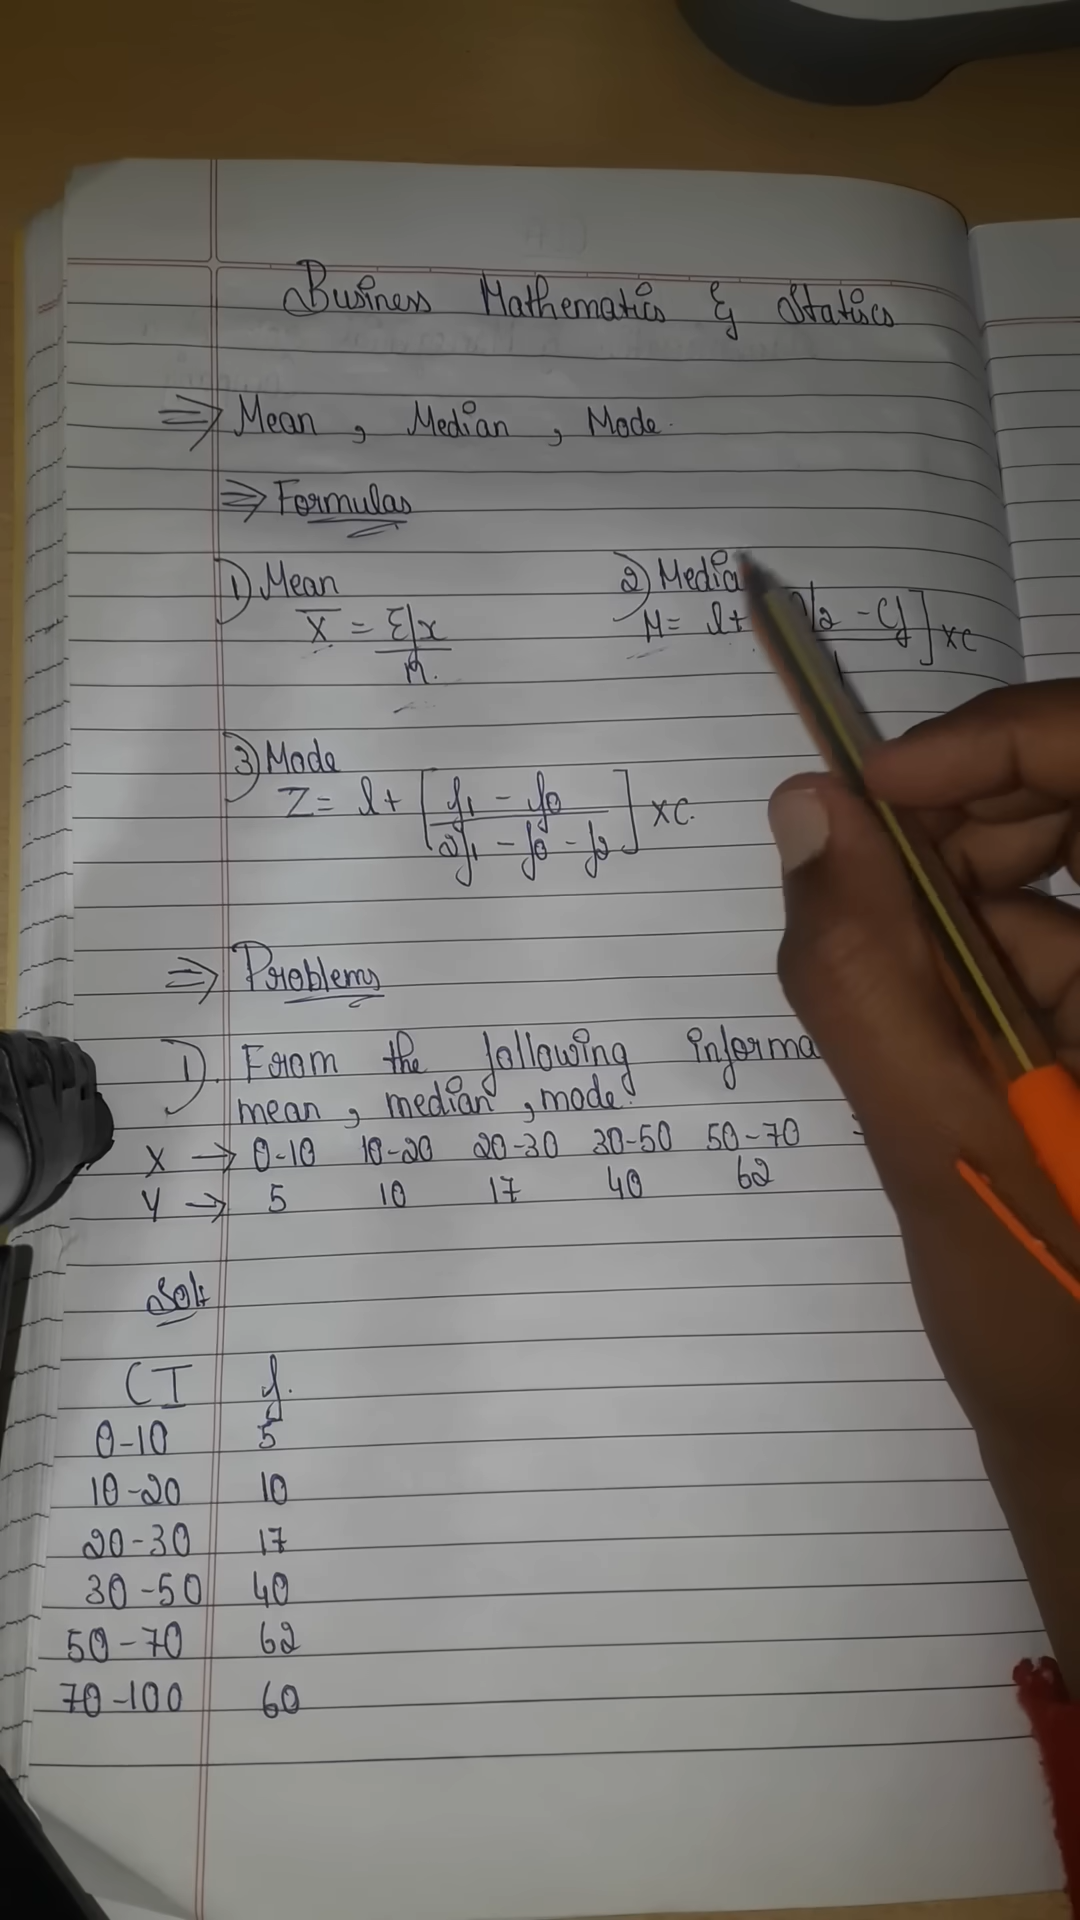 Business Mathematics & Statiscs
⇒ Mean, Median, Mode.
⇒ Formulas
1) Mean
X̄ = Σfx / n.
2) Media
M = l + /2 - Cf ] × C
3) Mode
Z = l + [ f1 - f0 / 2f1 - f0 - f2 ] × C.
⇒ Problems
1). From the following informa
mean, median, mode.
X → 0-10 10-20 20-30 30-50 50-70
Y → 5 10 17 40 62
Sol:
CI f.
0-10 5
10-20 10
20-30 17
30-50 40
50-70 62
70-100 60